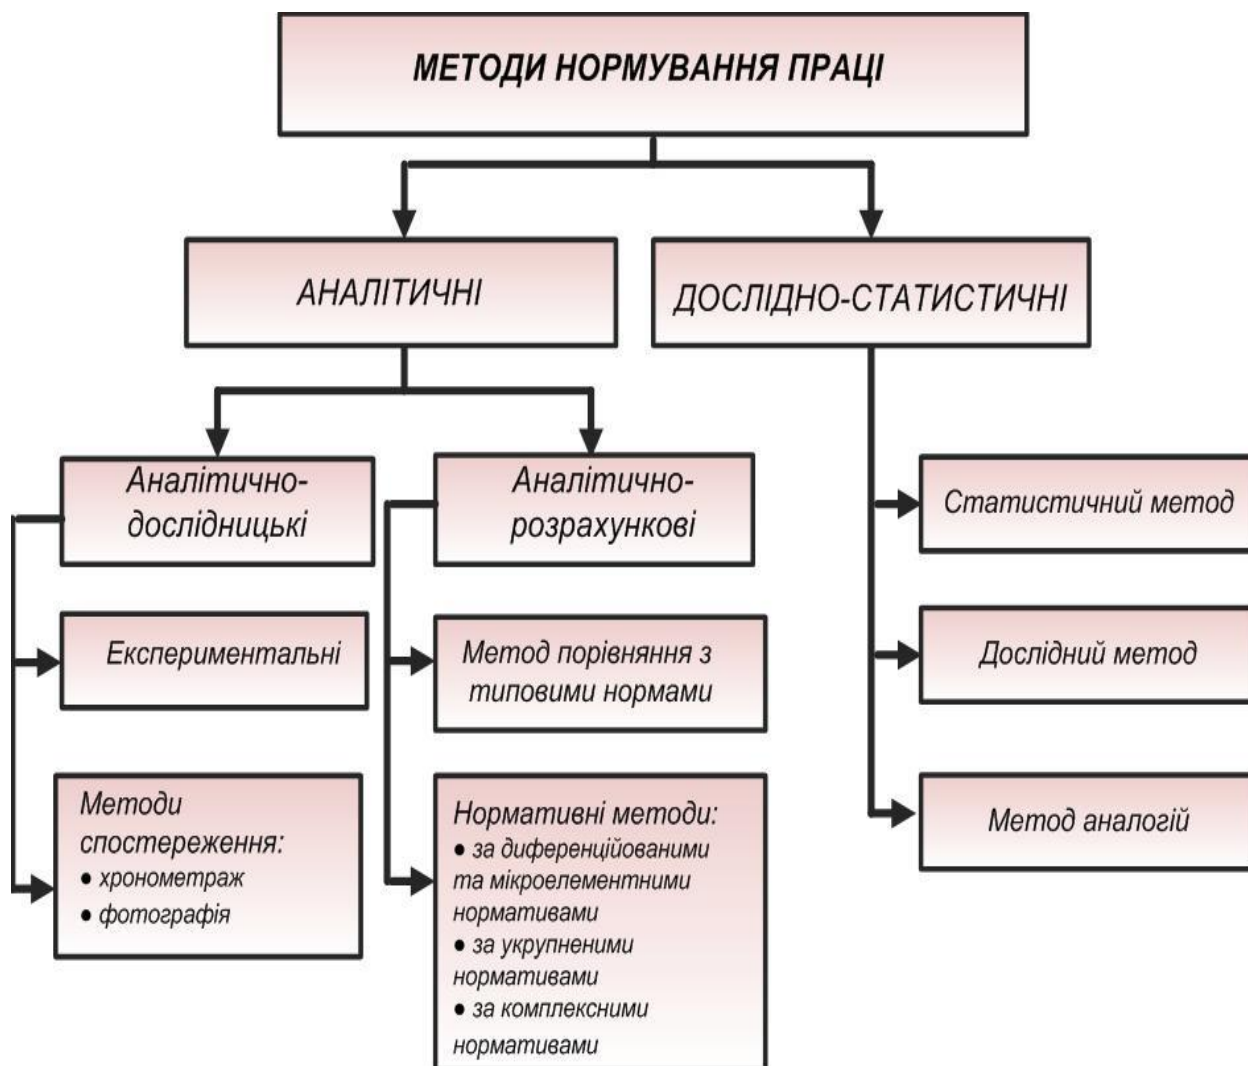 МЕТОДИ НОРМУВАННЯ ПРАЦІ
АНАЛІТИЧНІ
ДОСЛІДНО-СТАТИСТИЧНІ
Аналітично-
дослідницькі
Аналітично-
розрахункові
Статистичний метод
Експериментальні
Метод порівняння з
типовими нормами
Дослідний метод
Методи
спостереження:
● хронометраж
● фотографія
Нормативні методи:
● за диференційованими
та мікроелементними
нормативами
● за укрупненими
нормативами
● за комплексними
нормативами
Метод аналогій